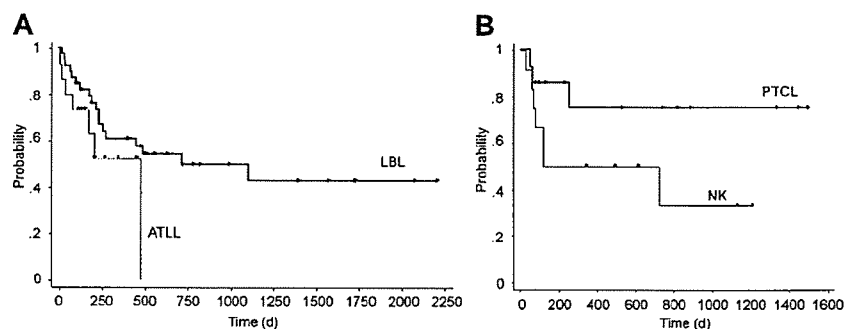 A
B
Probability
1
.8
.6
.4
.2
0
LBL
ATLL
0 250 500 750 1000 1250 1500 1750 2000 2250
Time (d)
Probability
1
.8
.6
.4
.2
0
PTCL
NK
0 200 400 600 800 1000 1200 1400 1600
Time (d)